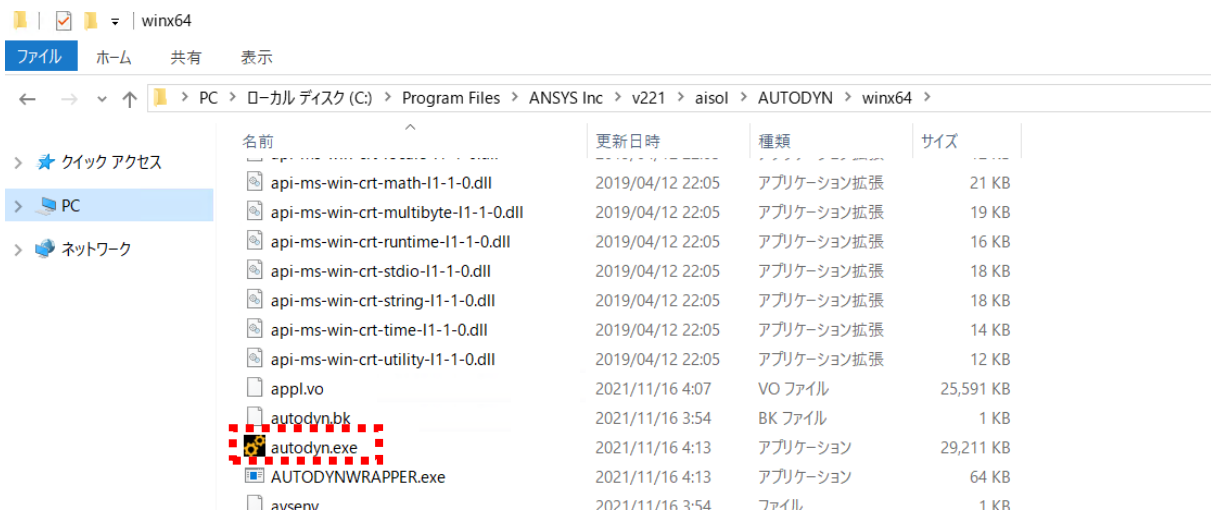 winx64
ファイル ホーム 共有 表示
PC > ローカル ディスク (C:) > Program Files > ANSYS Inc > v221 > aisol > AUTODYN > winx64 >
名前 更新日時 種類 サイズ
クイック アクセス
PC
ネットワーク
api-ms-win-crt-math-l1-1-0.dll 2019/04/12 22:05 アプリケーション拡張 21 KB
api-ms-win-crt-multibyte-l1-1-0.dll 2019/04/12 22:05 アプリケーション拡張 19 KB
api-ms-win-crt-runtime-l1-1-0.dll 2019/04/12 22:05 アプリケーション拡張 16 KB
api-ms-win-crt-stdio-l1-1-0.dll 2019/04/12 22:05 アプリケーション拡張 18 KB
api-ms-win-crt-string-l1-1-0.dll 2019/04/12 22:05 アプリケーション拡張 18 KB
api-ms-win-crt-time-l1-1-0.dll 2019/04/12 22:05 アプリケーション拡張 14 KB
api-ms-win-crt-utility-l1-1-0.dll 2019/04/12 22:05 アプリケーション拡張 12 KB
appl.vo 2021/11/16 4:07 VO ファイル 25,591 KB
autodyn.bk 2021/11/16 3:54 BK ファイル 1 KB
autodyn.exe 2021/11/16 4:13 アプリケーション 29,211 KB
AUTODYNWRAPPER.exe 2021/11/16 4:13 アプリケーション 64 KB
avsenv 2021/11/16 3:54 ファイル 1 KB